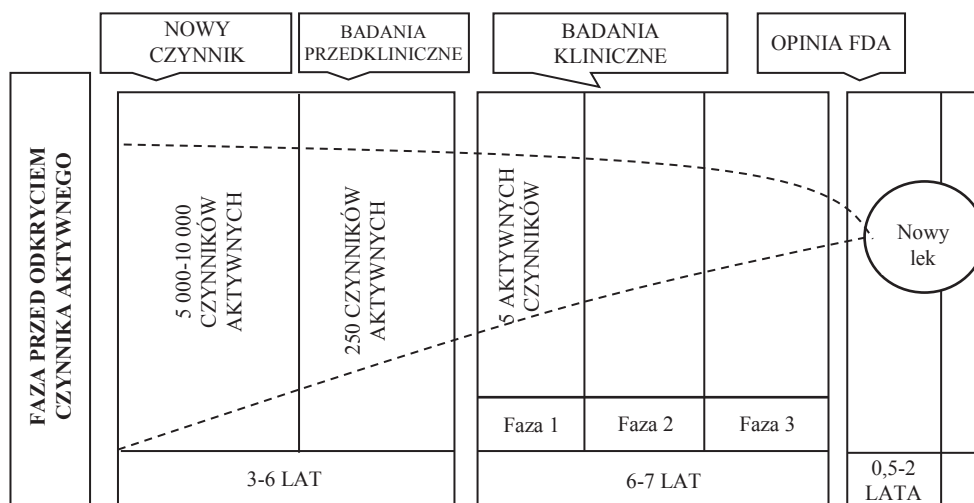 NOWY
CZYNNIK
BADANIA
PRZEDKLINICZNE
BADANIA
KLINICZNE
OPINIA FDA
FAZA PRZED ODKRYCIEM
CZYNNIKA AKTYWNEGO
5 000-10 000
CZYNNIKÓW
AKTYWNYCH
250 CZYNNIKÓW
AKTYWNYCH
5 AKTYWNYCH
CZYNNIKÓW
Nowy
lek
Faza 1
Faza 2
Faza 3
3-6 LAT
6-7 LAT
0,5-2
LATA